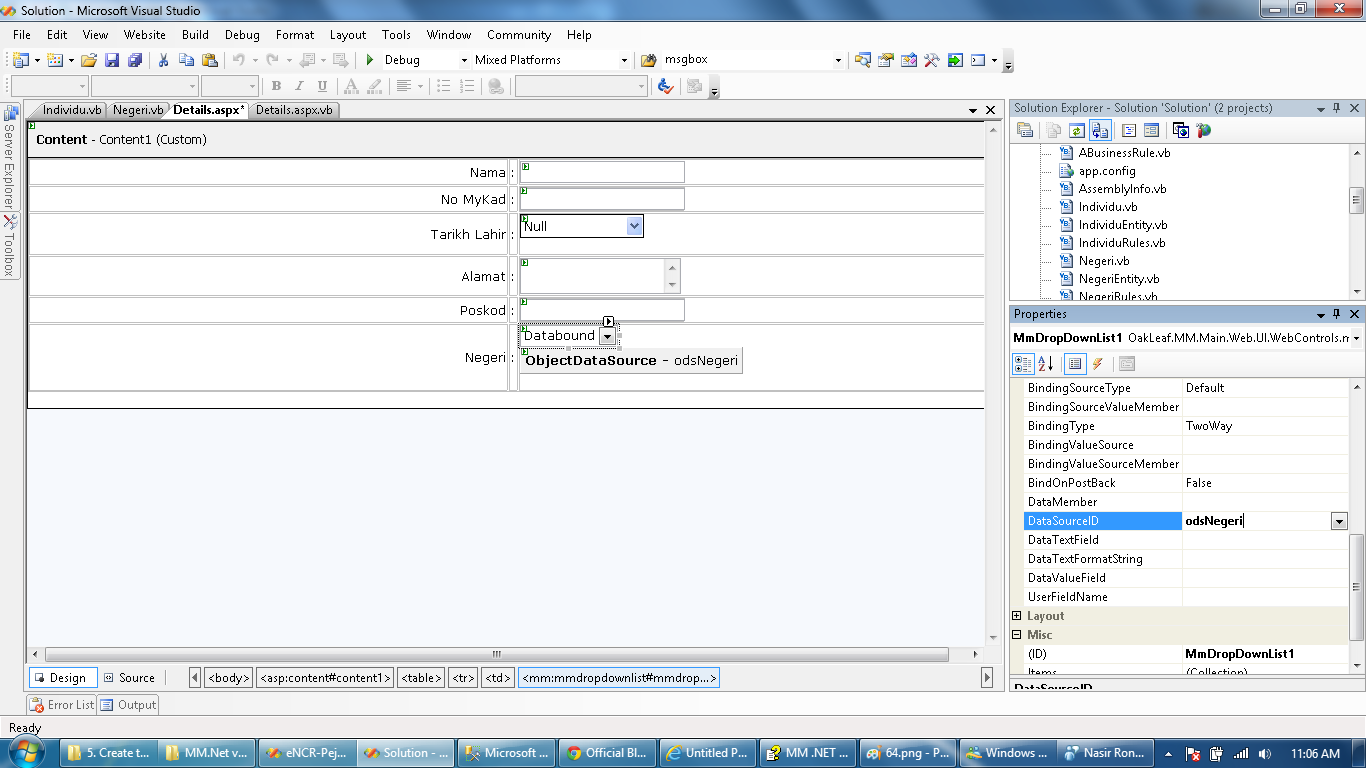 Solution - Microsoft Visual Studio
File Edit View Website Build Debug Format Layout Tools Window Community Help
Debug Mixed Platforms msgbox
B I U A
Individu.vb Negeri.vb Details.aspx* Details.aspx.vb
Server Explorer
Toolbox
Content - Content1 (Custom)
Nama :
No MyKad :
Tarikh Lahir : Null
Alamat :
Poskod :
Databound
Negeri : ObjectDataSource - odsNegeri
Design Source <body> <asp:content#content1> <table> <tr> <td> <mm:mmdropdownlist#mmdrop...>
Error List Output
Ready
Solution Explorer - Solution 'Solution' (2 projects)
ABusinessRule.vb
app.config
AssemblyInfo.vb
Individu.vb
IndividuEntity.vb
IndividuRules.vb
Negeri.vb
NegeriEntity.vb
NegeriRules.vb
Properties
MmDropDownList1 OakLeaf.MM.Main.Web.UI.WebControls.m
BindingSourceType Default
BindingSourceValueMember
BindingType TwoWay
BindingValueSource
BindingValueSourceMember
BindOnPostBack False
DataMember
DataSourceID odsNegeri
DataTextField
DataTextFormatString
DataValueField
UserFieldName
Layout
Misc
(ID) MmDropDownList1
Items (Collection)
DataSourceID
5. Create t... MM.Net v... eNCR-Pej... Solution - ... Microsoft ... Official Bl... Untitled P... MM .NET ... 64.png - P... Windows ... Nasir Ron... 11:06 AM